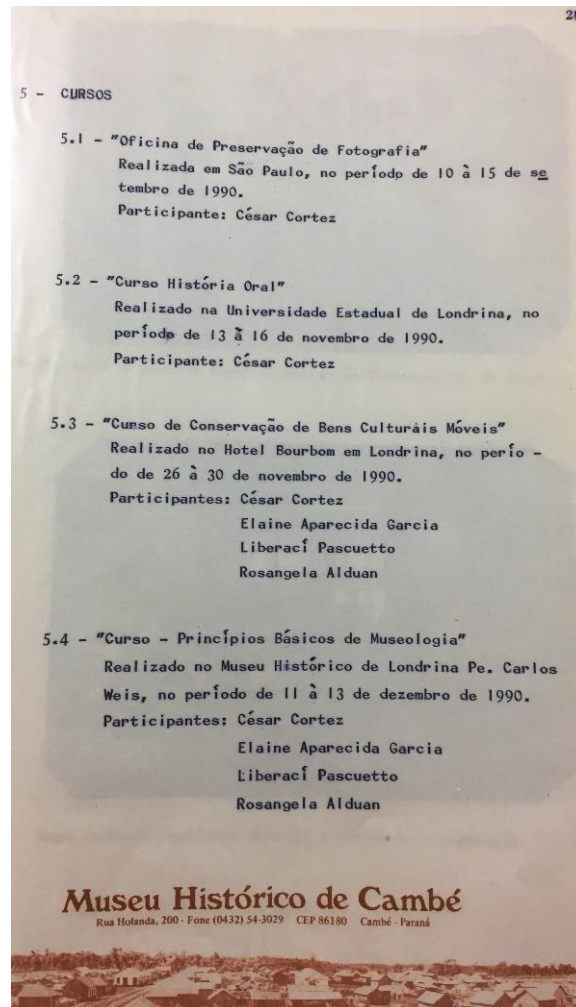 5 - CURSOS
5.1 - "Oficina de Preservação de Fotografia"
Realizada em São Paulo, no período de 10 à 15 de se
tembro de 1990.
Participante: César Cortez
5.2 - "Curso História Oral"
Realizado na Universidade Estadual de Londrina, no
período de 13 à 16 de novembro de 1990.
Participante: César Cortez
5.3 - "Curso de Conservação de Bens Culturais Móveis"
Realizado no Hotel Bourbom em Londrina, no perío -
do de 26 à 30 de novembro de 1990.
Participantes: César Cortez
Elaine Aparecida Garcia
Liberací Pascuetto
Rosangela Alduan
5.4 - "Curso - Princípios Básicos de Museologia"
Realizado no Museu Histórico de Londrina Pe. Carlos
Weis, no período de 11 à 13 de dezembro de 1990.
Participantes: César Cortez
Elaine Aparecida Garcia
Liberací Pascuetto
Rosangela Alduan
Museu Histórico de Cambé
Rua Holanda, 200 - Fone (0432) 54-3029 CEP 86180 Cambé - Paraná